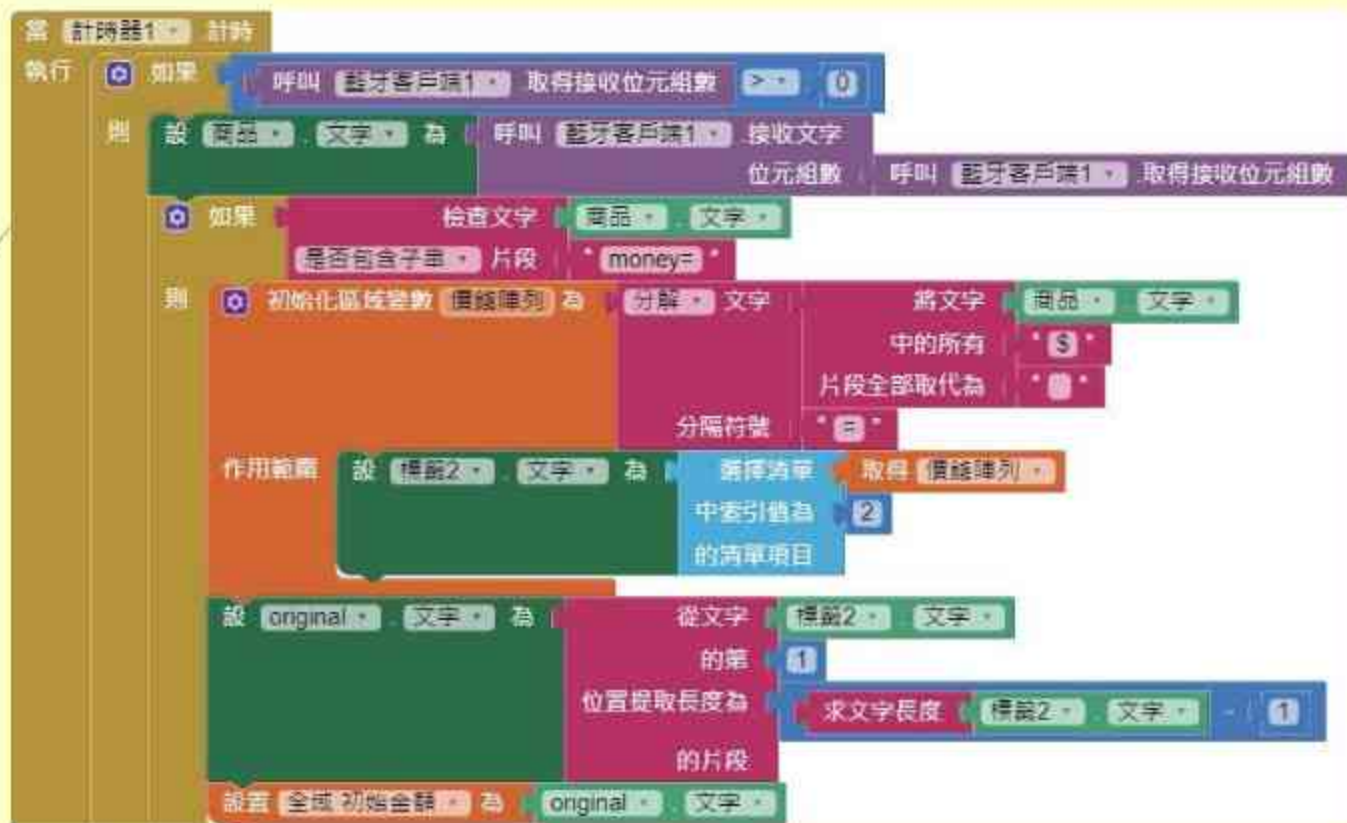 當 計時器1 計時
執行 如果 呼叫 藍牙客戶端1 取得接收位元組數 > 0
則 設 商品 . 文字 為 呼叫 藍牙客戶端1 .接收文字
位元組數 呼叫 藍牙客戶端1 取得接收位元組數
如果 檢查文字 商品 . 文字
是否包含子串 片段 " money= "
則 初始化區域變數 價錢陣列 為 分解 文字 將文字 商品 . 文字
中的所有 " $ "
片段全部取代為 " "
分隔符號 " = "
作用範圍 設 標籤2 . 文字 為 選擇清單 取得 價錢陣列
中索引值為 2
的清單項目
設 original . 文字 為 從文字 標籤2 . 文字
的第 1
位置提取長度為 求文字長度 標籤2 . 文字 - 1
的片段
設置 全域 初始金額 為 original . 文字